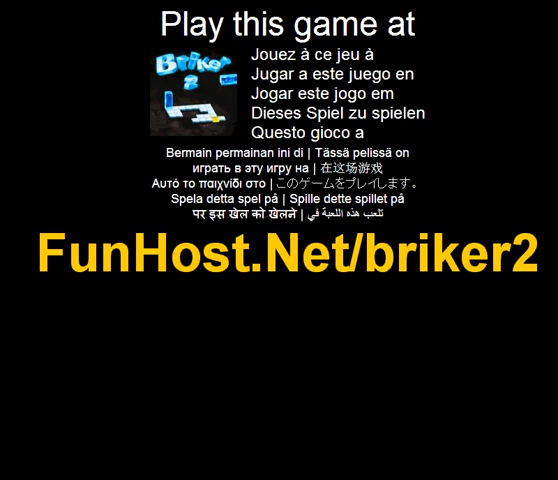 Play this game at
Briker
2
Jouez à ce jeu à
Jugar a este juego en
Jogar este jogo em
Dieses Spiel zu spielen
Questo gioco a
Bermain permainan ini di | Tässä pelissä on
играть в эту игру на | 在这场游戏
Αυτό το παιχνίδι στο | このゲームをプレイします。
Spela detta spel på | Spille dette spillet på
पर इस खेल को खेलने | تلعب هذه اللعبة في
FunHost.Net/briker2